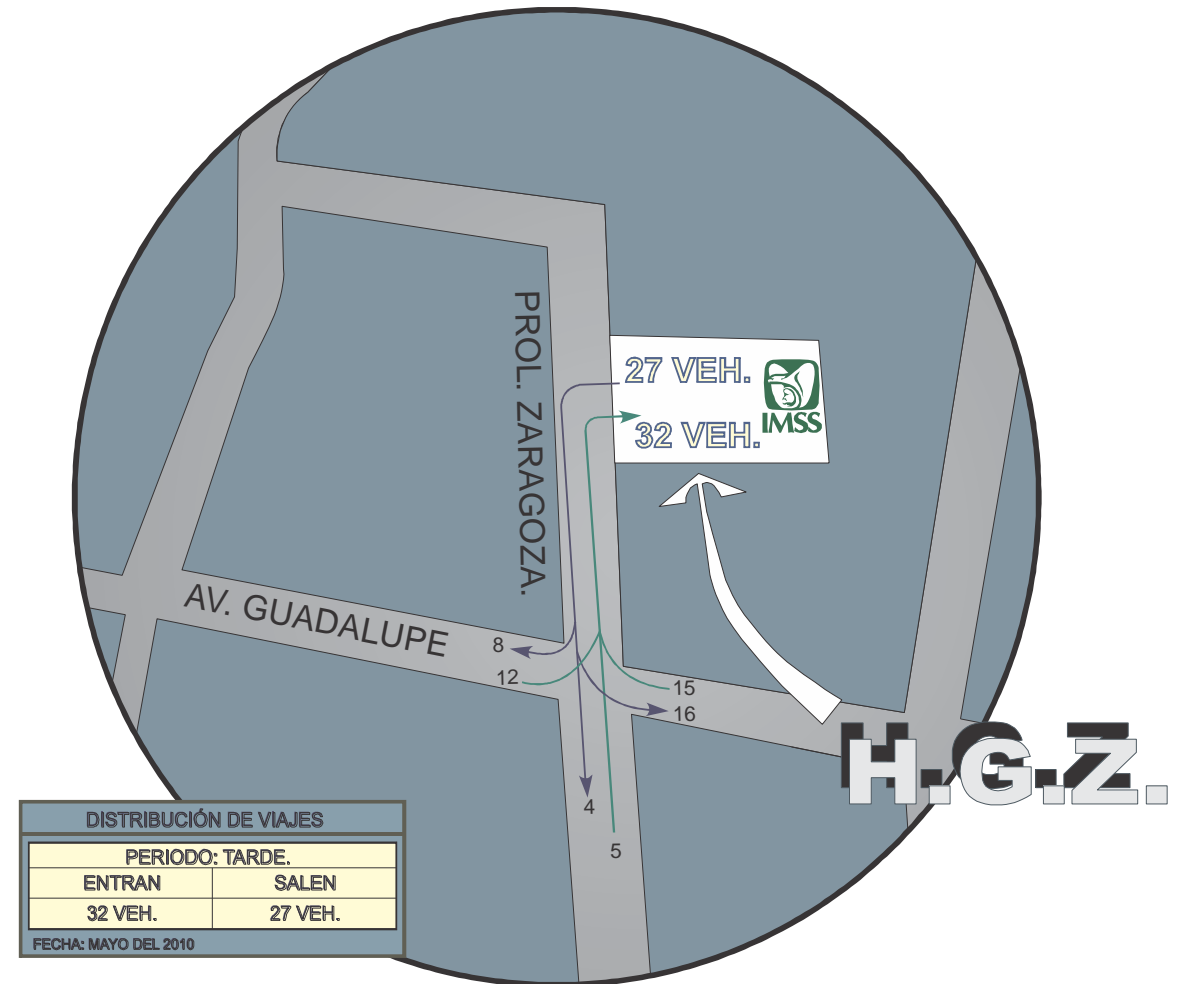 PROL. ZARAGOZA.
27 VEH.
32 VEH.
IMSS
AV. GUADALUPE
8
12
15
16
4
5
H.G.Z.
DISTRIBUCIÓN DE VIAJES
PERIODO: TARDE.
ENTRAN SALEN
32 VEH. 27 VEH.
FECHA: MAYO DEL 2010